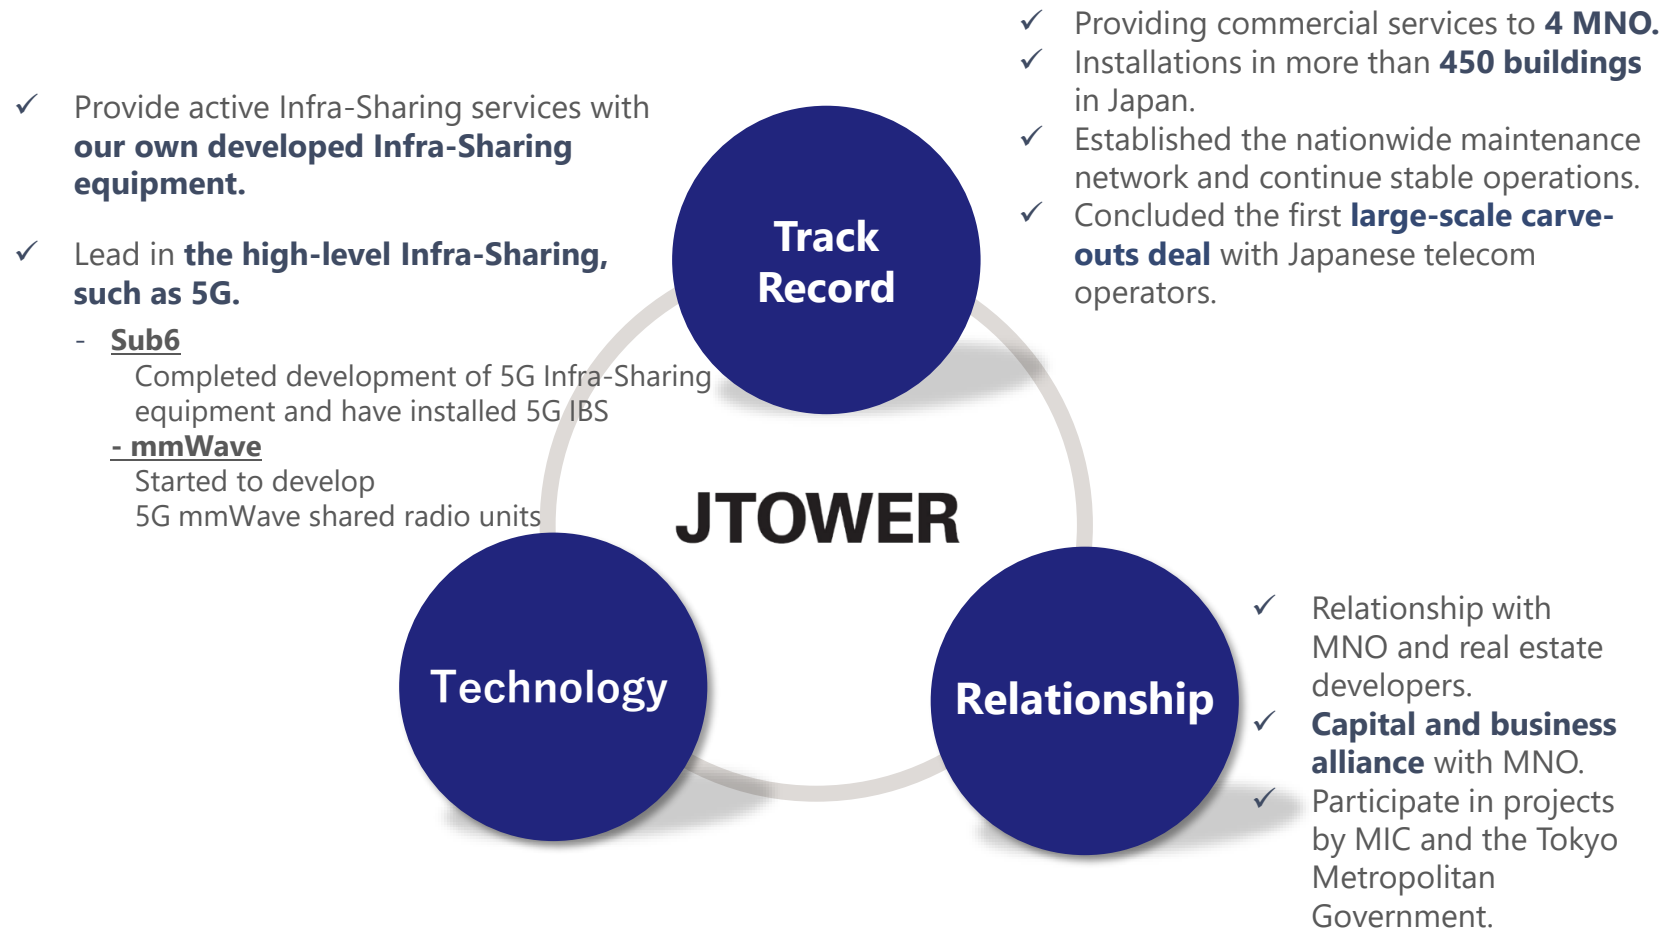 ✓ Providing commercial services to 4 MNO.
✓ Installations in more than 450 buildings
in Japan.
✓ Established the nationwide maintenance
network and continue stable operations.
✓ Concluded the first large-scale carve-
outs deal with Japanese telecom
operators.
✓ Provide active Infra-Sharing services with
our own developed Infra-Sharing
equipment.
✓ Lead in the high-level Infra-Sharing,
such as 5G.
- Sub6
Completed development of 5G Infra-Sharing
equipment and have installed 5G IBS
- mmWave
Started to develop
5G mmWave shared radio units
Track
Record
JTOWER
Technology
Relationship
✓ Relationship with
MNO and real estate
developers.
✓ Capital and business
alliance with MNO.
✓ Participate in projects
by MIC and the Tokyo
Metropolitan
Government.